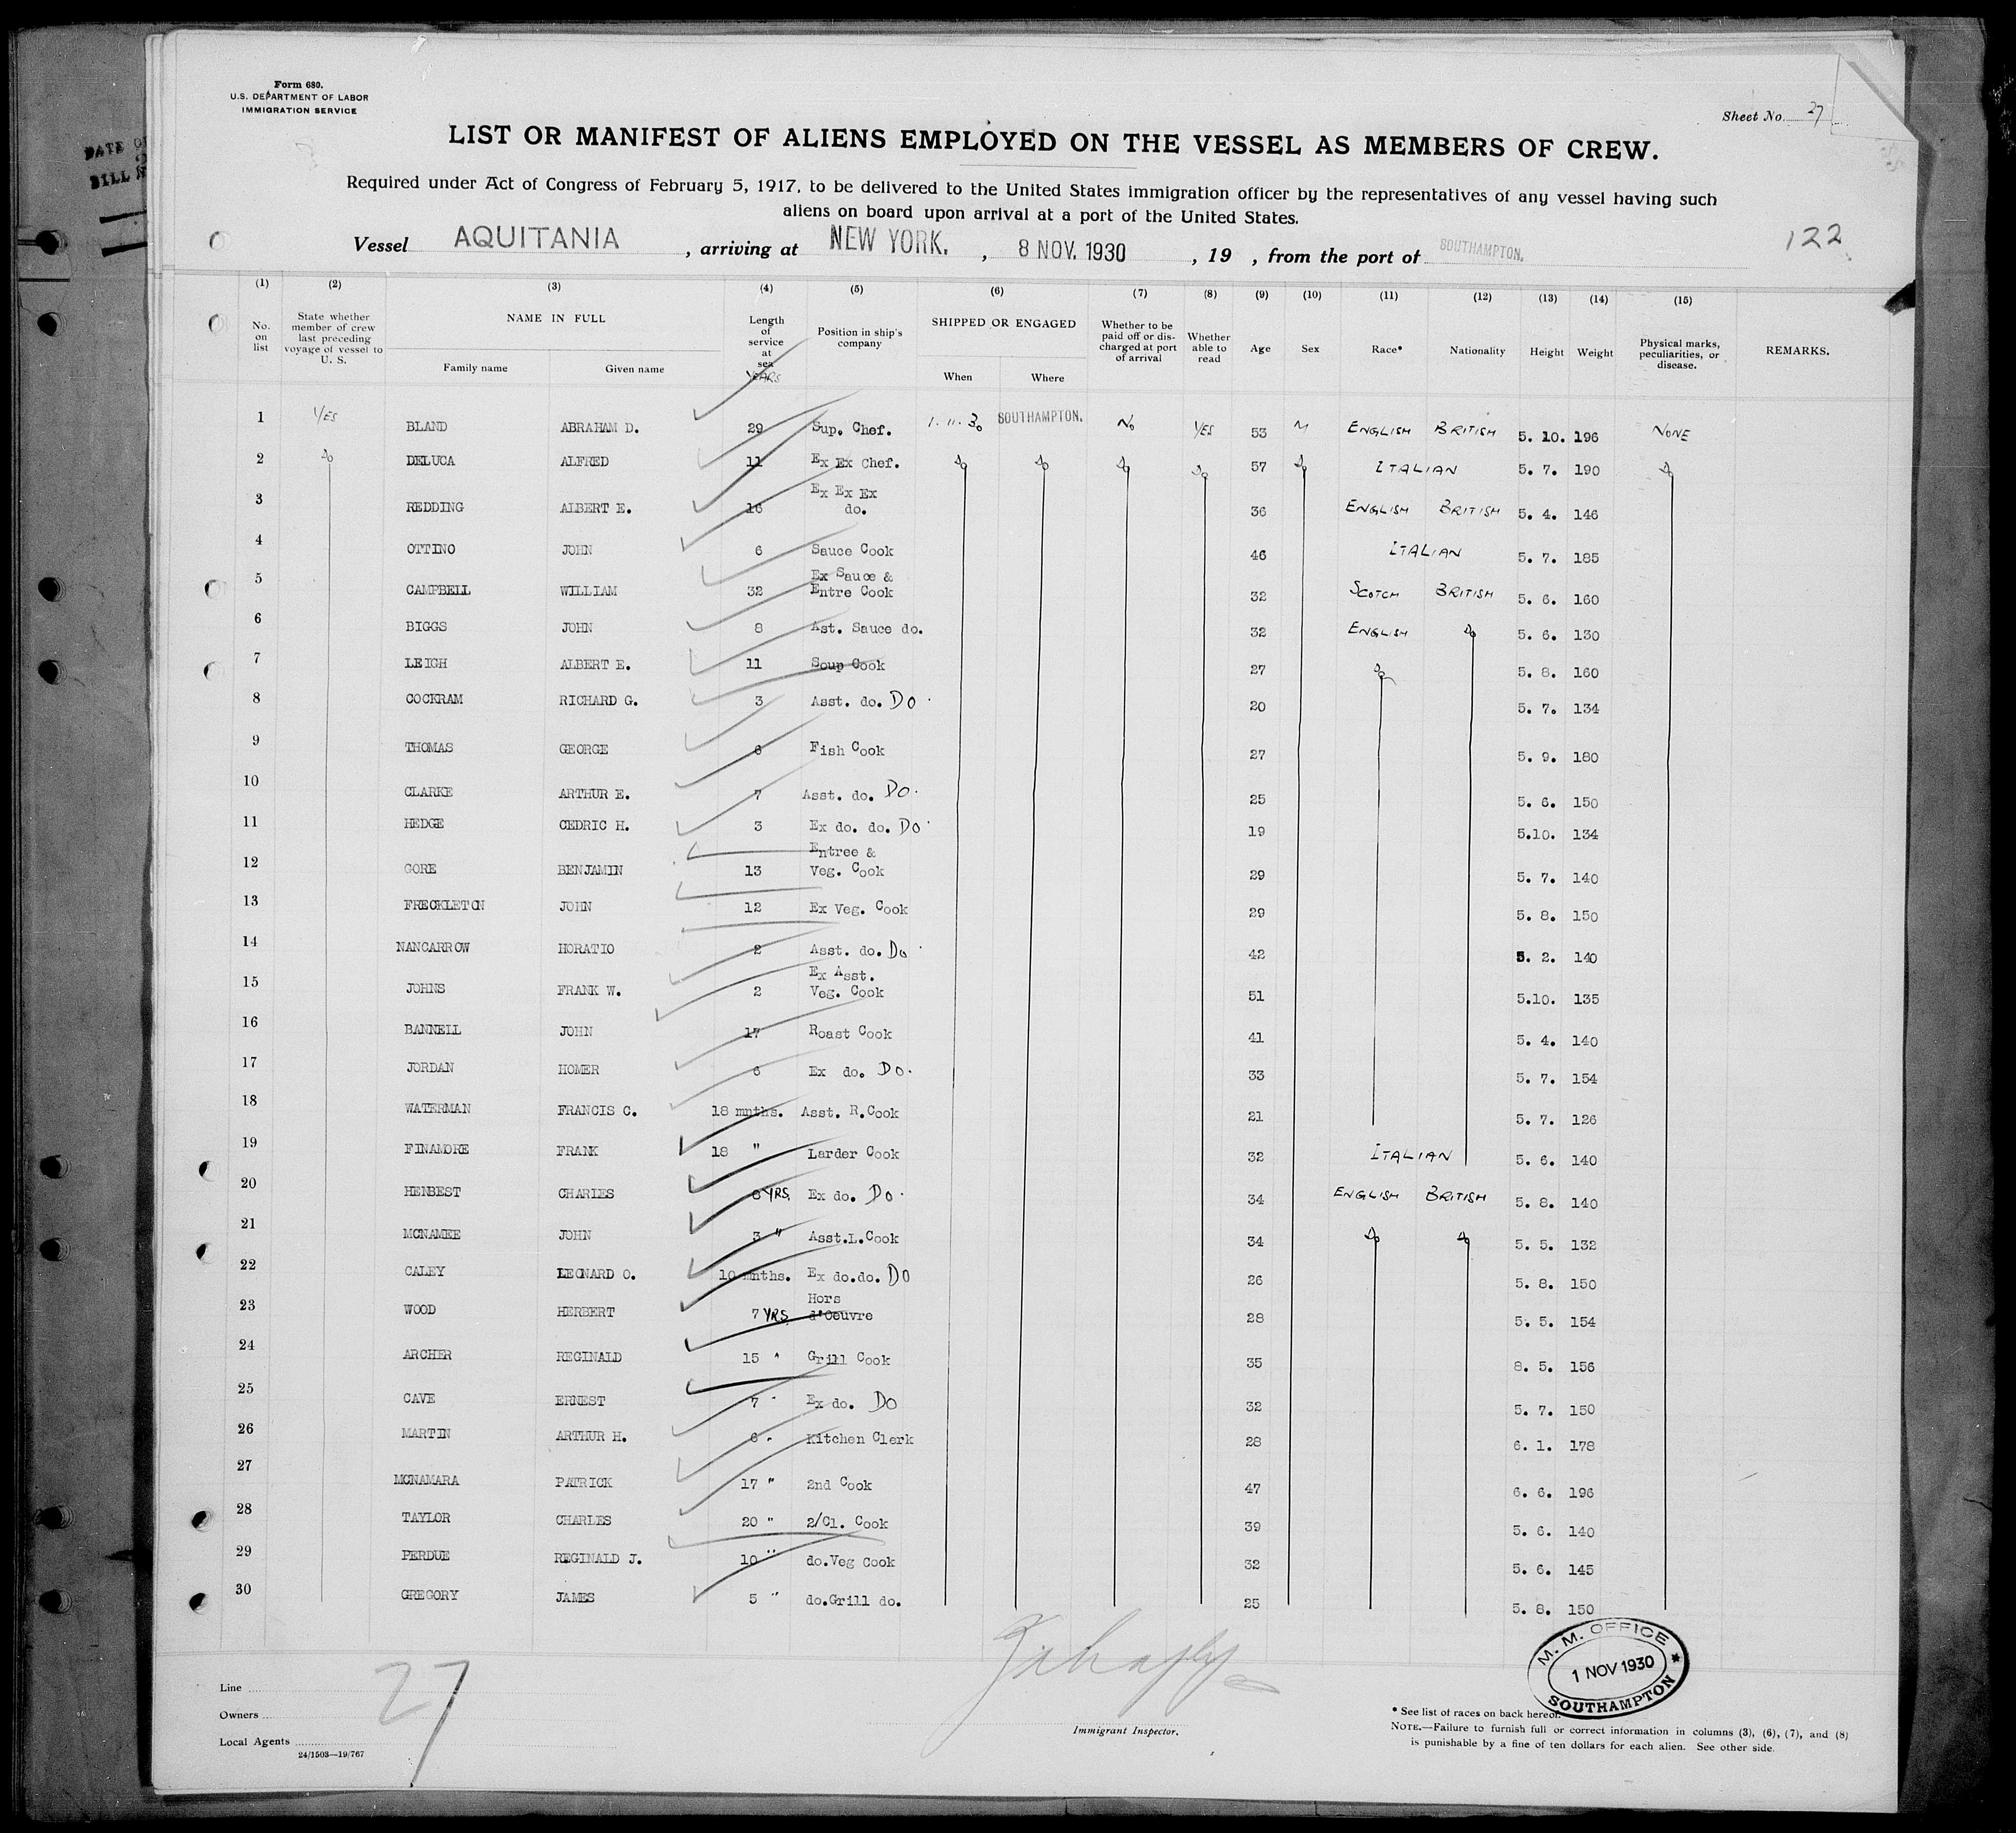 Form 680.
U.S. DEPARTMENT OF LABOR
IMMIGRATION SERVICE
Sheet No. 27
DATE
BILL
LIST OR MANIFEST OF ALIENS EMPLOYED ON THE VESSEL AS MEMBERS OF CREW.
Required under Act of Congress of February 5, 1917, to be delivered to the United States immigration officer by the representatives of any vessel having such
aliens on board upon arrival at a port of the United States.
Vessel AQUITANIA , arriving at NEW YORK. , 8 NOV. 1930 , 19 , from the port of SOUTHAMPTON.
122
(1) (2) (3) (4) (5) (6) (7) (8) (9) (10) (11) (12) (13) (14) (15)
No. on list State whether member of crew last preceding voyage of vessel to U. S. NAME IN FULL Family name Given name Length of service at sea YEARS Position in ship's company SHIPPED OR ENGAGED When Where Whether to be paid off or discharged at port of arrival Whether able to read Age Sex Race* Nationality Height Weight Physical marks, peculiarities, or disease. REMARKS.
1 YES BLAND ABRAHAM D. 29 Sup. Chef. 1.11.30 SOUTHAMPTON. No YES 53 M ENGLISH BRITISH 5. 10. 196 NONE
2 Do DELUCA ALFRED 11 Ex Ex Chef. Do Do Do Do 57 Do ITALIAN 5. 7. 190 Do
3 REDDING ALBERT E. 16 Ex Ex Ex do. 36 ENGLISH BRITISH 5. 4. 146
4 OTTINO JOHN 6 Sauce Cook 46 ITALIAN 5. 7. 185
5 CAMPBELL WILLIAM 32 Ex Sauce & Entre Cook 32 SCOTCH BRITISH 5. 6. 160
6 BIGGS JOHN 8 Ast. Sauce do. 32 ENGLISH Do 5. 6. 130
7 LEIGH ALBERT E. 11 Soup Cook 27 Do 5. 8. 160
8 COCKRAM RICHARD G. 3 Asst. do. DO. 20 5. 7. 134
9 THOMAS GEORGE 6 Fish Cook 27 5. 9. 180
10 CLARKE ARTHUR E. 7 Asst. do. DO. 25 5. 6. 150
11 HEDGE CEDRIC H. 3 Ex do. do. DO. 19 5.10. 134
12 GORE BENJAMIN 13 Entree & Veg. Cook 29 5. 7. 140
13 FRECKLETON JOHN 12 Ex Veg. Cook 29 5. 8. 150
14 NANCARROW HORATIO 2 Asst. do. Do. 42 5. 2. 140
15 JOHNS FRANK W. 2 Ex Asst. Veg. Cook 51 5.10. 135
16 BANNELL JOHN 17 Roast Cook 41 5. 4. 140
17 JORDAN HOMER 6 Ex do. DO. 33 5. 7. 154
18 WATERMAN FRANCIS C. 18 mnths. Asst. R.Cook 21 5. 7. 126
19 FINAMORE FRANK 18 " Larder Cook 32 ITALIAN 5. 6. 140
20 HENBEST CHARLES 8 YRS. Ex do. Do. 34 ENGLISH BRITISH 5. 8. 140
21 MCNAMEE JOHN 3 " Asst.L.Cook 34 Do Do 5. 5. 132
22 CALEY LEONARD O. 10 mnths. Ex do.do. DO 26 5. 8. 150
23 WOOD HERBERT 7 YRS. Hors d'Oeuvre 28 5. 5. 154
24 ARCHER REGINALD 15 " Grill Cook 35 8. 5. 156
25 CAVE ERNEST 7 " Ex do. DO 32 5. 7. 150
26 MARTIN ARTHUR H. 6 " Kitchen Clerk 28 6. 1. 178
27 MCNAMARA PATRICK 17 " 2nd Cook 47 6. 6. 196
28 TAYLOR CHARLES 20 " 2/Cl. Cook 39 5. 6. 140
29 PERDUE REGINALD J. 10 " do.Veg Cook 32 5. 6. 145
30 GREGORY JAMES 5 " do.Grill do. 25 5. 8. 150
M. M. OFFICE
1 NOV 1930
SOUTHAMPTON
27
Line
Owners
Local Agents
24/1503—19/767
Immigrant Inspector.
* See list of races on back hereof.
NOTE.—Failure to furnish full or correct information in columns (3), (6), (7), and (8)
is punishable by a fine of ten dollars for each alien. See other side.